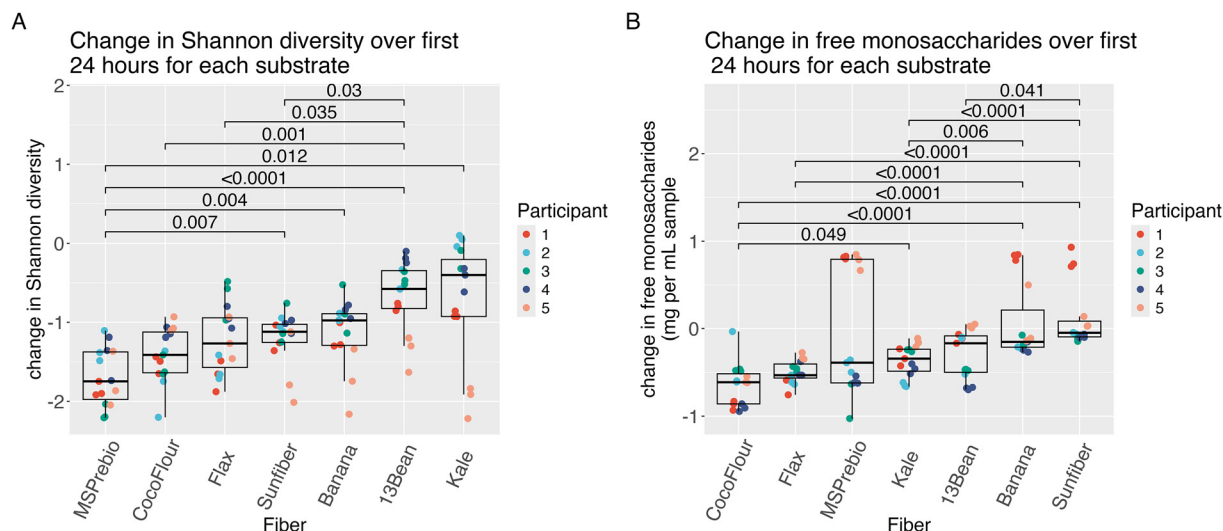 A
Change in Shannon diversity over first
24 hours for each substrate
change in Shannon diversity
2
1
0
-1
-2
0.03
0.035
0.001
0.012
<0.0001
0.004
0.007
MSPrebio
CocoFlour
Flax
Sunfiber
Banana
13Bean
Kale
Fiber
Participant
1
2
3
4
5
B
Change in free monosaccharides over first
24 hours for each substrate
change in free monosaccharides
(mg per mL sample
2
1
0
-1
0.041
<0.0001
0.006
<0.0001
<0.0001
<0.0001
<0.0001
0.049
CocoFlour
Flax
MSPrebio
Kale
13Bean
Banana
Sunfiber
Fiber
Participant
1
2
3
4
5